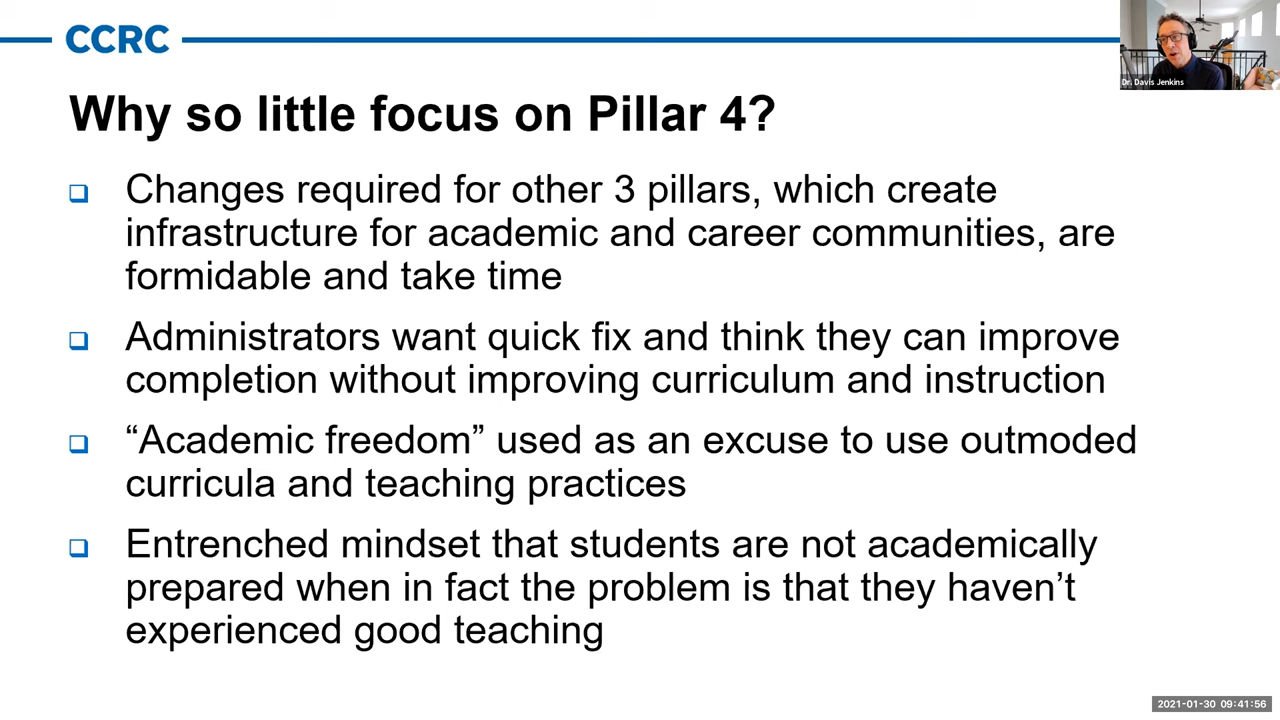 CCRC
Dr. Davis Jenkins
Why so little focus on Pillar 4?
Changes required for other 3 pillars, which create
infrastructure for academic and career communities, are
formidable and take time
Administrators want quick fix and think they can improve
completion without improving curriculum and instruction
“Academic freedom” used as an excuse to use outmoded
curricula and teaching practices
Entrenched mindset that students are not academically
prepared when in fact the problem is that they haven’t
experienced good teaching
2021-01-30 09:41:56